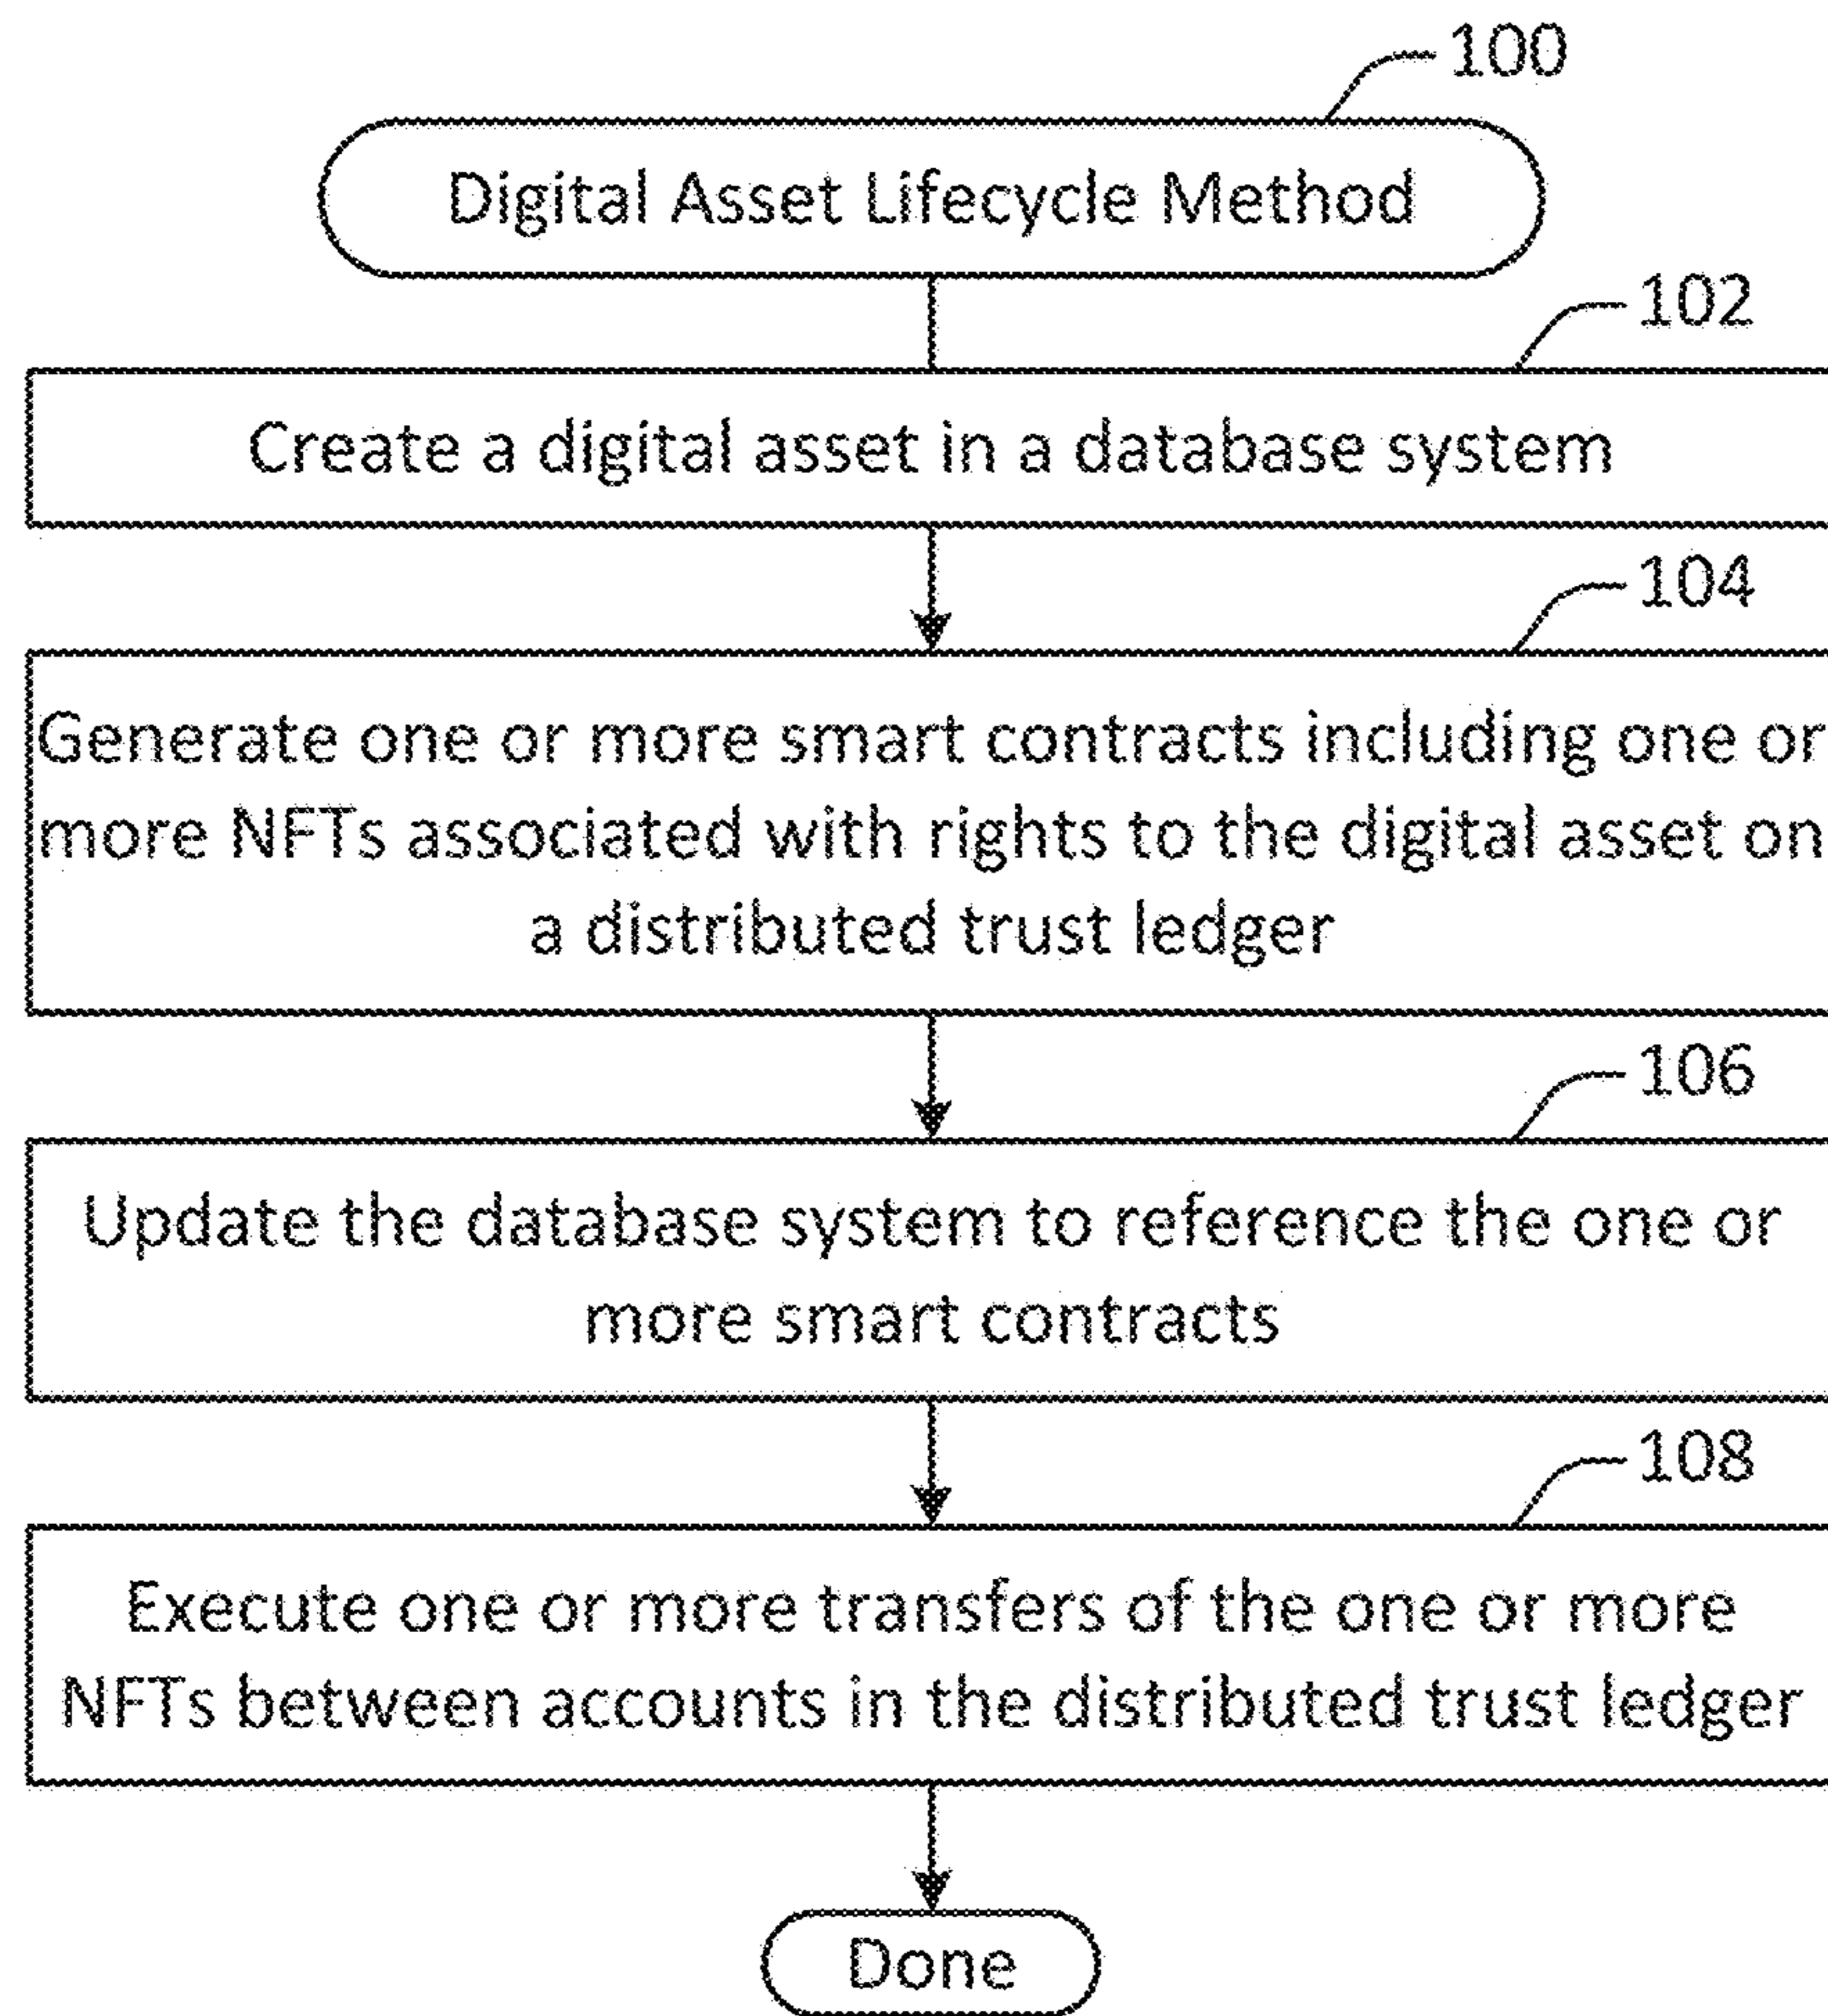 100
Digital Asset Lifecycle Method
102
Create a digital asset in a database system
104
Generate one or more smart contracts including one or
more NFTs associated with rights to the digital asset on
a distributed trust ledger
106
Update the database system to reference the one or
more smart contracts
108
Execute one or more transfers of the one or more
NFTs between accounts in the distributed trust ledger
Done